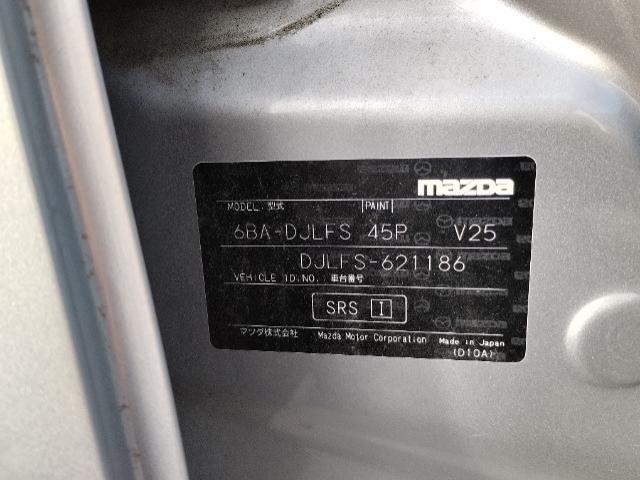 mazda
MODEL. 型式 PAINT
6BA-DJLFS 45P V25
DJLFS-621186
VEHICLE ID.NO. 車台番号
SRS I
マツダ株式会社 Mazda Motor Corporation Made in Japan
(D10A)